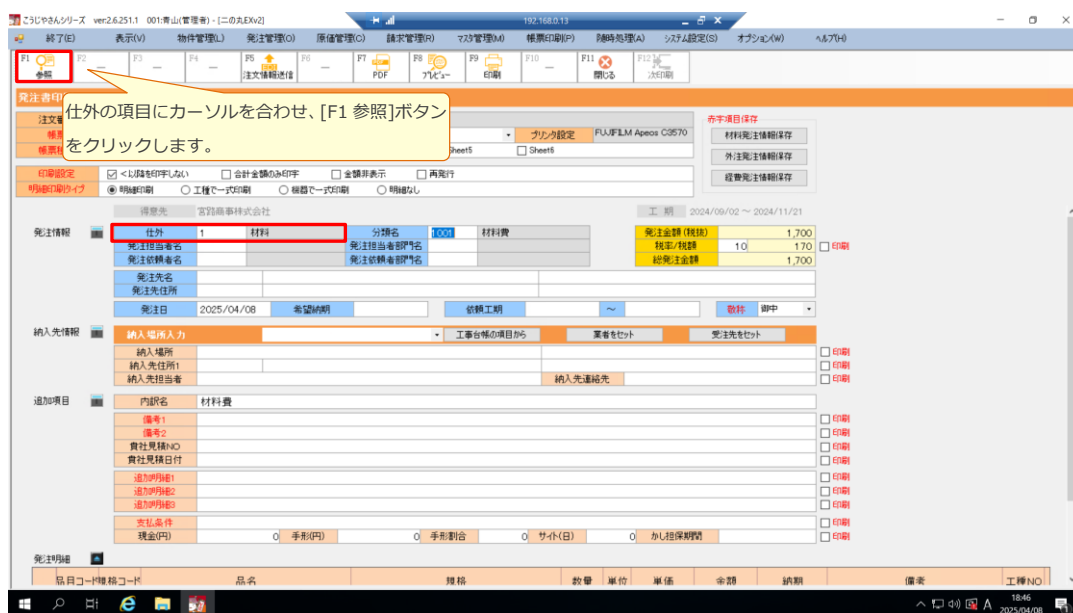 こうじやさんシリーズ ver:2.6.251.1 001:青山(管理者) - [二の丸EXv2]
192.168.0.13
終了(E) 表示(V) 物件管理(L) 発注管理(O) 原価管理(C) 請求管理(R) マスタ管理(M) 帳票印刷(P) 随時処理(A) システム設定(S) オプション(W) ヘルプ(H)
F1 F2 F3 F4 F5 F6 F7 F8 F9 F10 F11 F12
参照 注文情報送信 PDF プレビュー 印刷 閉じる 次印刷
発注書印
仕外の項目にカーソルを合わせ、[F1 参照]ボタン
をクリックします。
注文番
帳票 プリンタ設定 FUJIFILM Apeos C3570
帳票 Sheet5 Sheet6
赤字項目保存
材料発注情報保存
外注発注情報保存
経費発注情報保存
印刷設定 <以降を印字しない 合計金額のみ印字 金額非表示 再発行
明細印刷タイプ 明細印刷 工種で一式印刷 機器で一式印刷 明細なし
得意先 宮路商事株式会社 工 期 2024/09/02 ～ 2024/11/21
発注情報 仕外 1 材料 分類名 1001 材料費 発注金額(税抜) 1,700
発注担当者名 発注担当者部門名 税率/税額 10 170 印刷
発注依頼者名 発注依頼者部門名 総発注金額 1,700
発注先名
発注先住所
発注日 2025/04/08 希望納期 依頼工期 ～ 敬称 御中
納入先情報 納入場所入力 工事台帳の項目から 業者をセット 受注先をセット
納入場所 印刷
納入先住所1 印刷
納入先担当者 納入先連絡先 印刷
追加項目 内訳名 材料費
備考1 印刷
備考2 印刷
貴社見積NO 印刷
貴社見積日付 印刷
追加明細1 印刷
追加明細2 印刷
追加明細3 印刷
支払条件 印刷
現金(円) 0 手形(円) 0 手形割合 0 サイト(日) 0 かし担保期間 印刷
発注明細
品目コード 規格コード 品名 規格 数量 単位 単価 金額 納期 備考 工種NO
A 18:46
2025/04/08